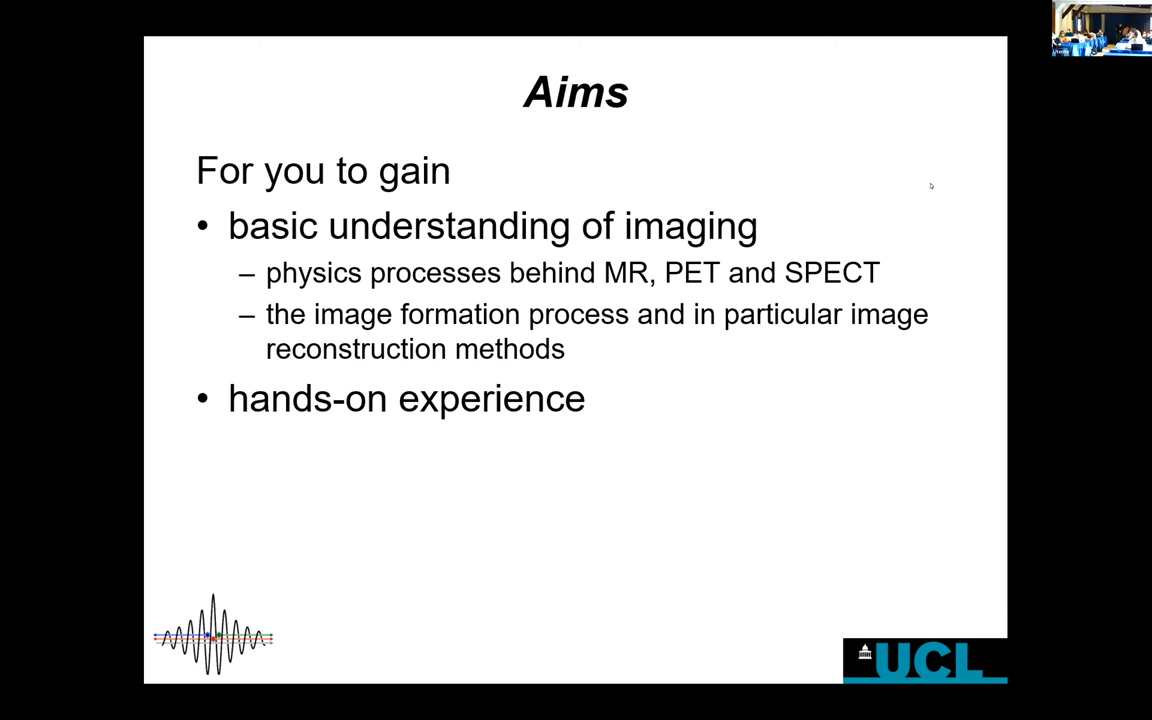 Aims
For you to gain
• basic understanding of imaging
– physics processes behind MR, PET and SPECT
– the image formation process and in particular image
reconstruction methods
• hands-on experience
UCL